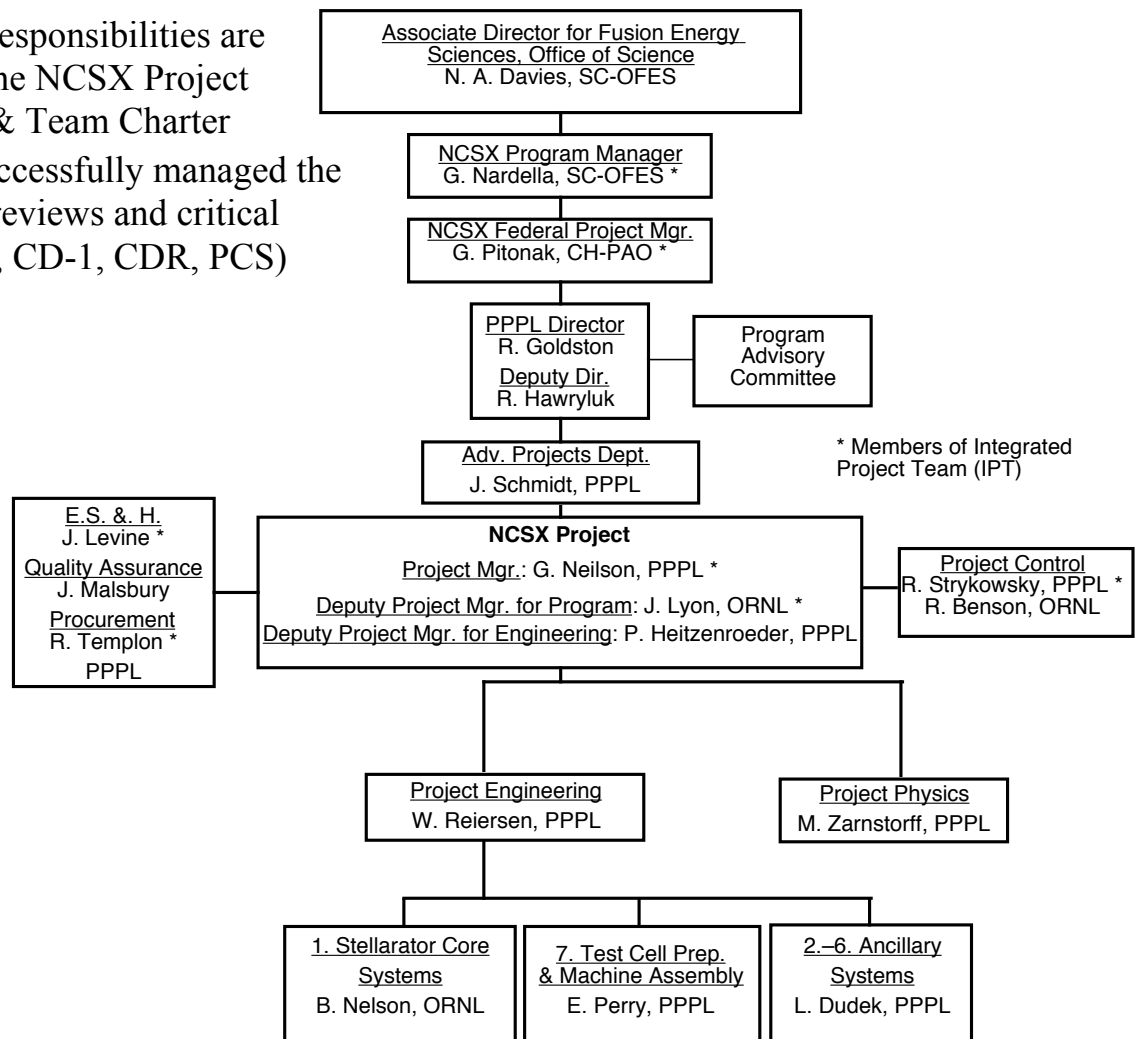 esponsibilities are
he NCSX Project
& Team Charter
uccessfully managed the
reviews and critical
, CD-1, CDR, PCS)
Associate Director for Fusion Energy
Sciences, Office of Science
N. A. Davies, SC-OFES
NCSX Program Manager
G. Nardella, SC-OFES *
NCSX Federal Project Mgr.
G. Pitonak, CH-PAO *
PPPL Director
R. Goldston
Deputy Dir.
R. Hawryluk
Program
Advisory
Committee
Adv. Projects Dept.
J. Schmidt, PPPL
* Members of Integrated
Project Team (IPT)
E.S. &. H.
J. Levine *
Quality Assurance
J. Malsbury
Procurement
R. Templon *
PPPL
NCSX Project
Project Mgr.: G. Neilson, PPPL *
Deputy Project Mgr. for Program: J. Lyon, ORNL *
Deputy Project Mgr. for Engineering: P. Heitzenroeder, PPPL
Project Control
R. Strykowsky, PPPL *
R. Benson, ORNL
Project Engineering
W. Reiersen, PPPL
Project Physics
M. Zarnstorff, PPPL
1. Stellarator Core
Systems
B. Nelson, ORNL
7. Test Cell Prep.
& Machine Assembly
E. Perry, PPPL
2.–6. Ancillary
Systems
L. Dudek, PPPL